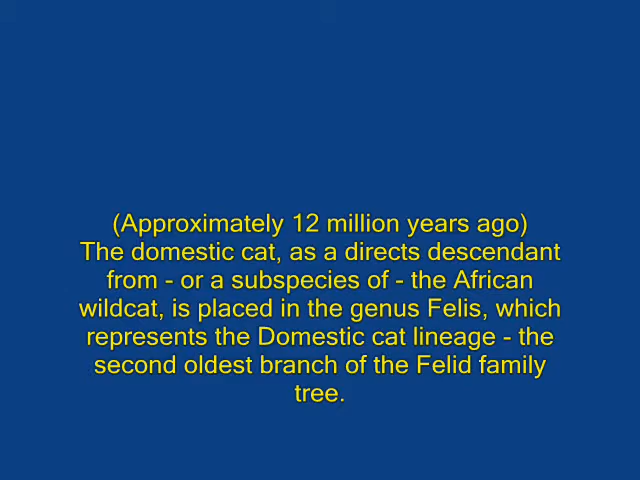 (Approximately 12 million years ago)
The domestic cat, as a directs descendant
from - or a subspecies of - the African
wildcat, is placed in the genus Felis, which
represents the Domestic cat lineage - the
second oldest branch of the Felid family
tree.